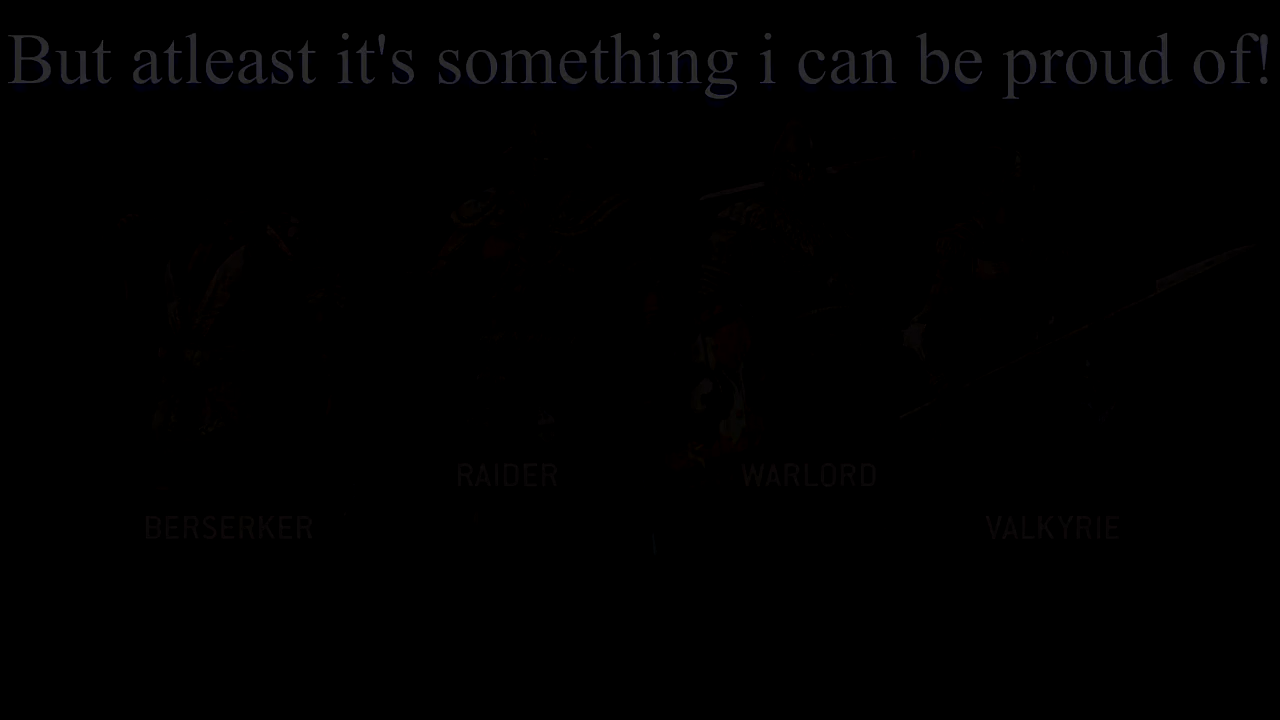 But atleast it's something i can be proud of!
RAIDER
WARLORD
BERSERKER
VALKYRIE